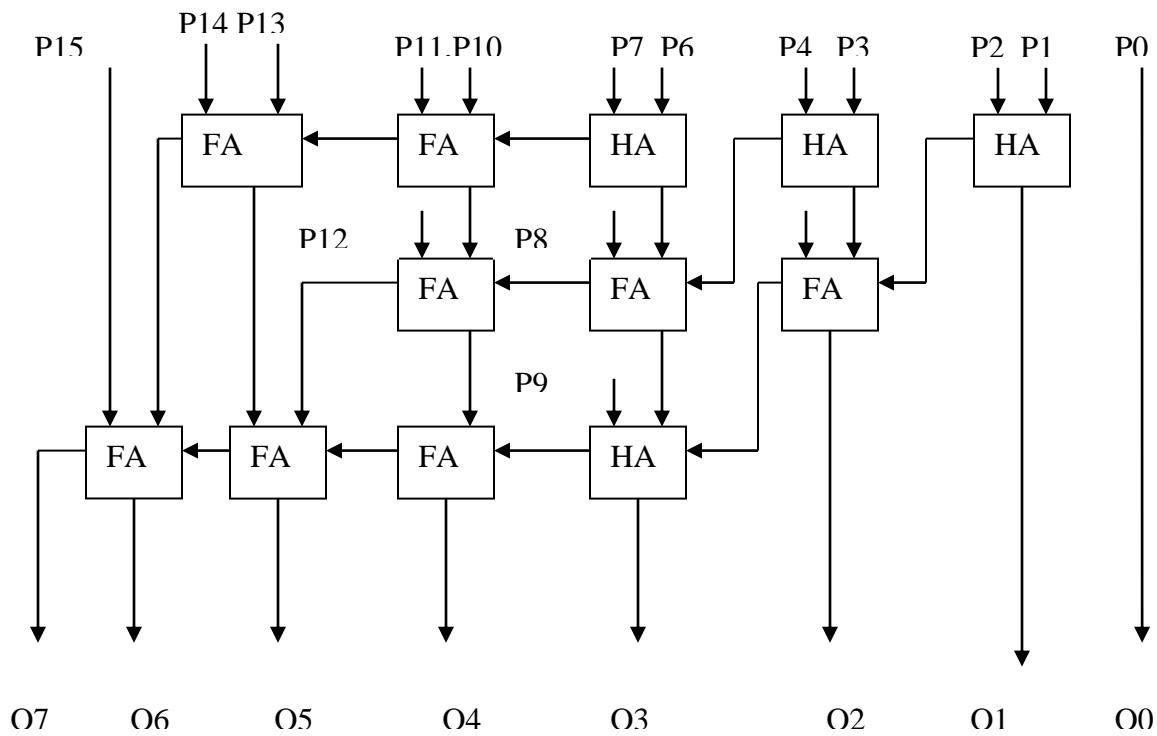 P14 P13
P15 P11, P10 P7 P6 P4 P3 P2 P1 P0
FA FA HA HA HA
P12 P8
FA FA FA
P9
FA FA FA HA
O7 O6 O5 O4 O3 O2 O1 O0